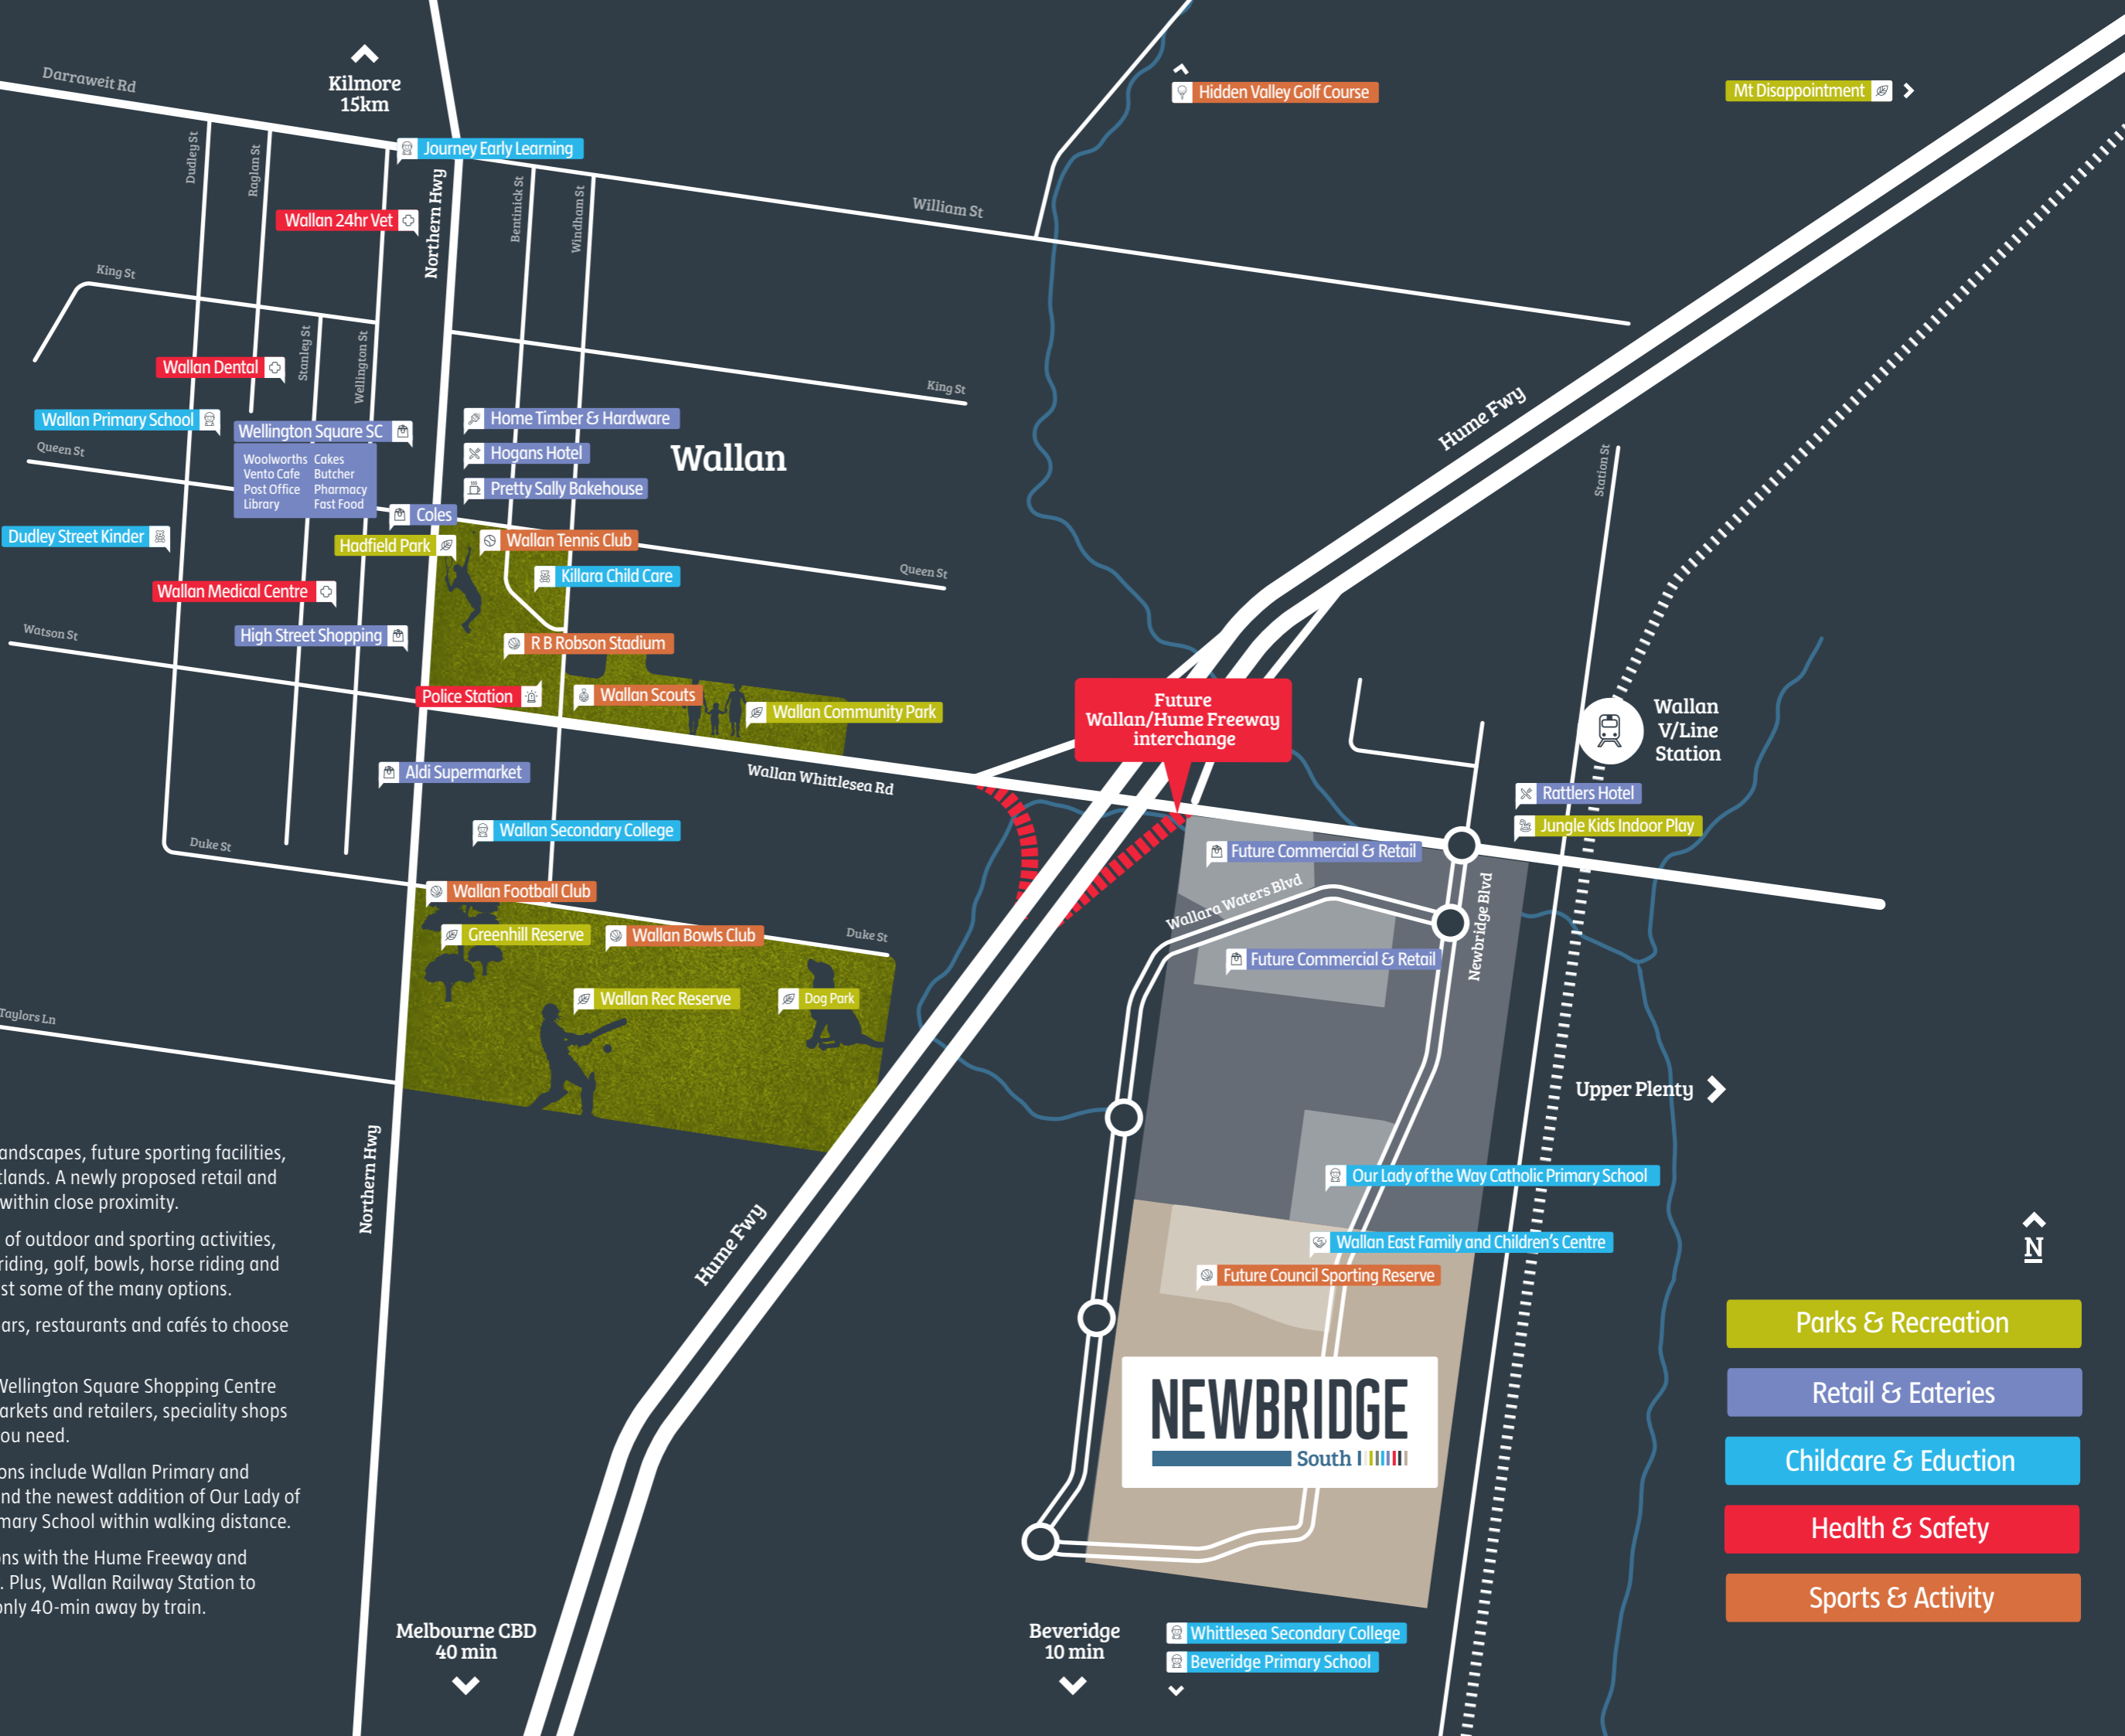 Darraweit Rd
Kilmore
15km
Hidden Valley Golf Course
Mt Disappointment
Journey Early Learning
Dudley St
Raglan St
Northern Hwy
Bentinick St
Windham St
William St
Wallan 24hr Vet
King St
Stanley St
Wellington St
Wallan Dental
King St
Hume Fwy
Wallan Primary School
Wellington Square SC
Woolworths Cakes
Vento Cafe Butcher
Post Office Pharmacy
Library Fast Food
Home Timber & Hardware
Hogans Hotel
Pretty Sally Bakehouse
Wallan
Queen St
Station St
Coles
Dudley Street Kinder
Hadfield Park
Wallan Tennis Club
Killara Child Care
Queen St
Wallan Medical Centre
Watson St
High Street Shopping
R B Robson Stadium
Police Station
Wallan Scouts
Wallan Community Park
Future
Wallan/Hume Freeway
interchange
Wallan
V/Line
Station
Aldi Supermarket
Wallan Whittlesea Rd
Rattlers Hotel
Jungle Kids Indoor Play
Wallan Secondary College
Duke St
Future Commercial & Retail
Wallara Waters Blvd
Newbridge Blvd
Wallan Football Club
Greenhill Reserve
Wallan Bowls Club
Duke St
Future Commercial & Retail
Wallan Rec Reserve
Dog Park
Taylors Ln
Upper Plenty
Northern Hwy
Hume Fwy
andscapes, future sporting facilities,
tlands. A newly proposed retail and
within close proximity.
of outdoor and sporting activities,
riding, golf, bowls, horse riding and
st some of the many options.
ars, restaurants and cafés to choose
Wellington Square Shopping Centre
arkets and retailers, speciality shops
ou need.
ons include Wallan Primary and
nd the newest addition of Our Lady of
mary School within walking distance.
ns with the Hume Freeway and
. Plus, Wallan Railway Station to
only 40-min away by train.
Our Lady of the Way Catholic Primary School
Wallan East Family and Children's Centre
Future Council Sporting Reserve
N
NEWBRIDGE
South
Parks & Recreation
Retail & Eateries
Childcare & Eduction
Health & Safety
Sports & Activity
Melbourne CBD
40 min
Beveridge
10 min
Whittlesea Secondary College
Beveridge Primary School